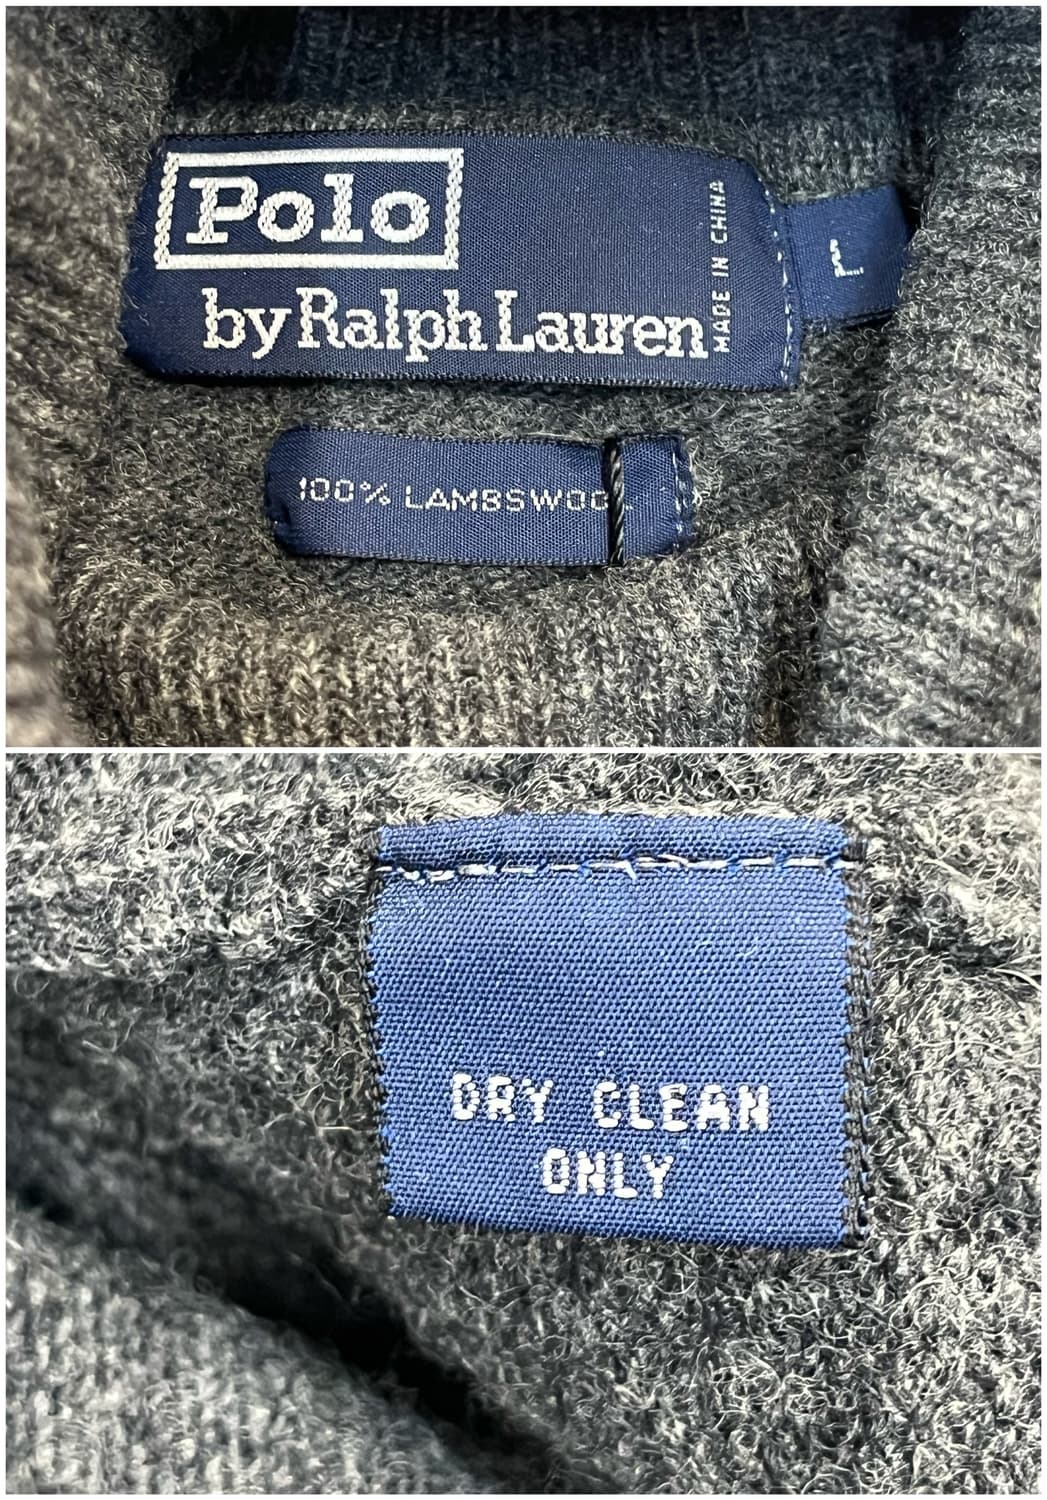 Polo
by Ralph Lauren
MADE IN CHINA
L
100% LAMBSWOOL
DRY CLEAN
ONLY